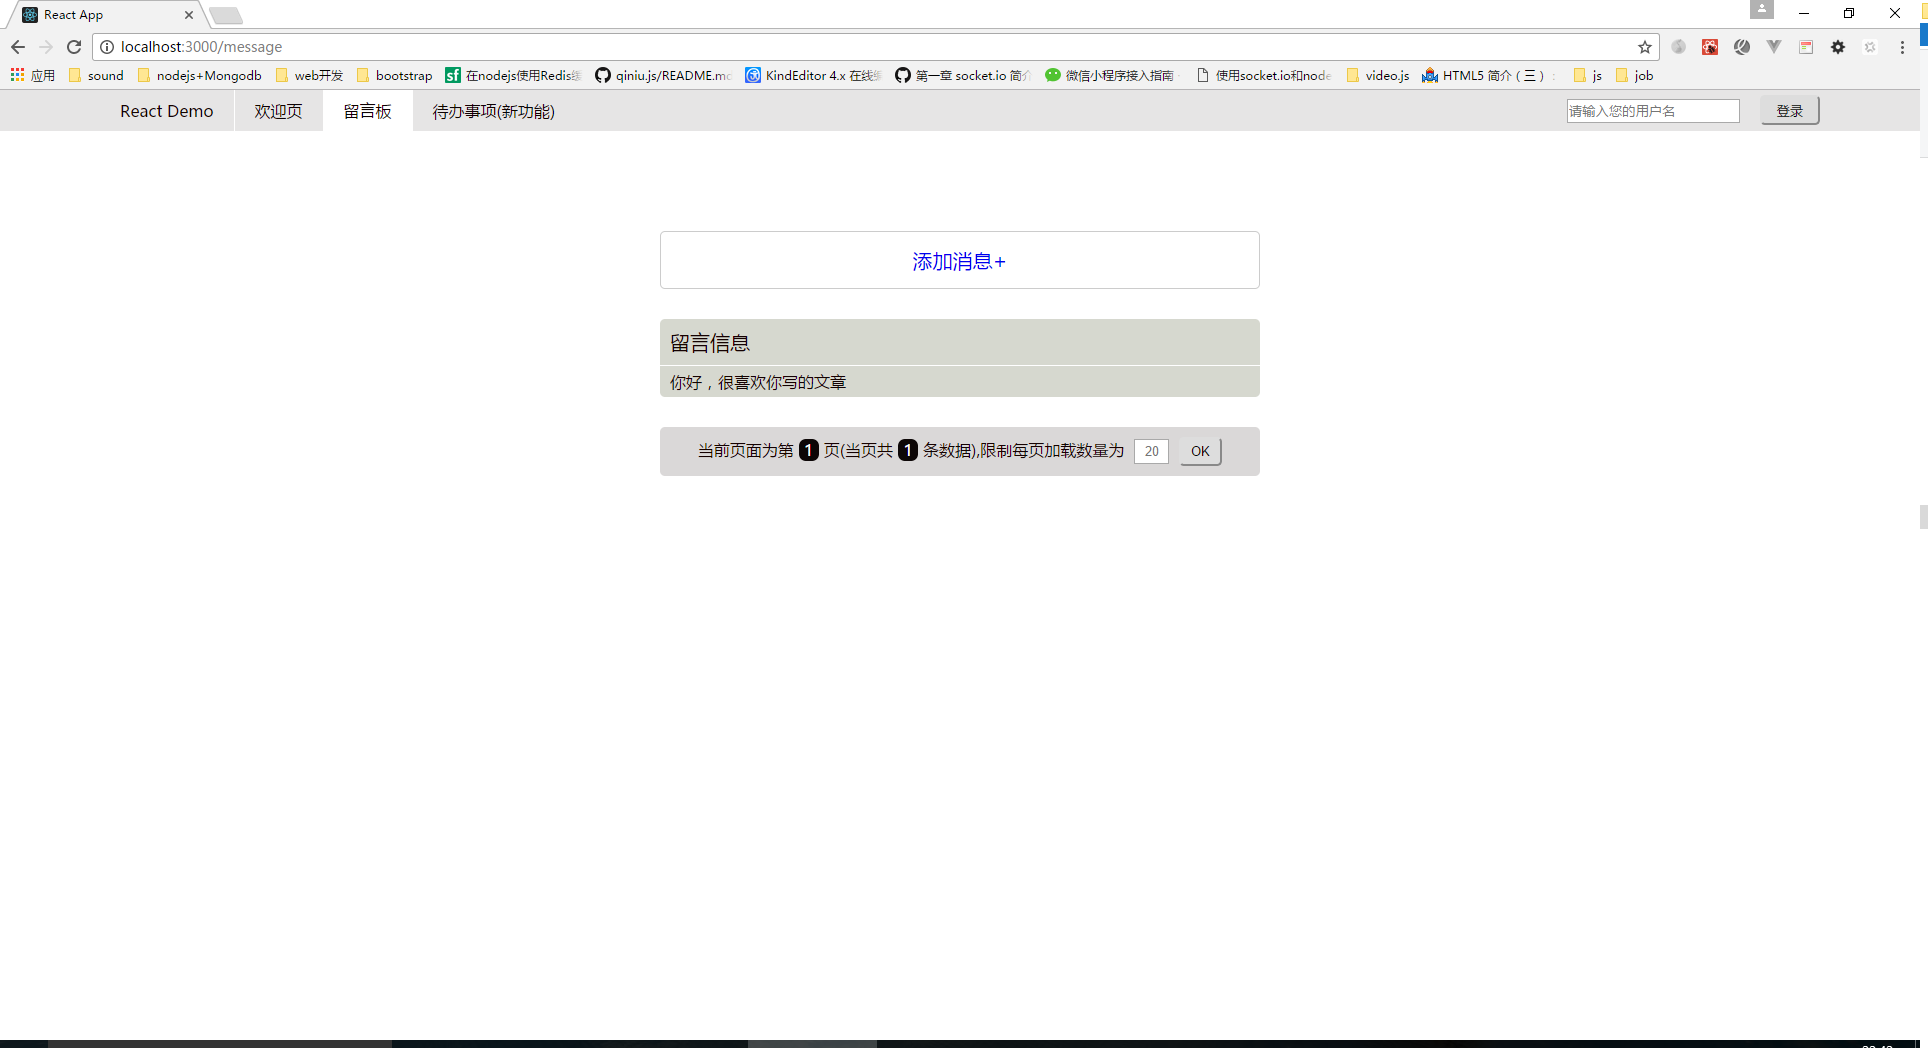 React App
localhost:3000/message
应用 sound nodejs+Mongodb web开发 bootstrap 在nodejs使用Redis缓 qiniu.js/README.md KindEditor 4.x 在线编 第一章 socket.io 简介 微信小程序接入指南 使用socket.io和node video.js HTML5 简介（三）： js job
React Demo 欢迎页 留言板 待办事项(新功能) 请输入您的用户名 登录
添加消息+
留言信息
你好，很喜欢你写的文章
当前页面为第 1 页(当页共 1 条数据),限制每页加载数量为 20 OK